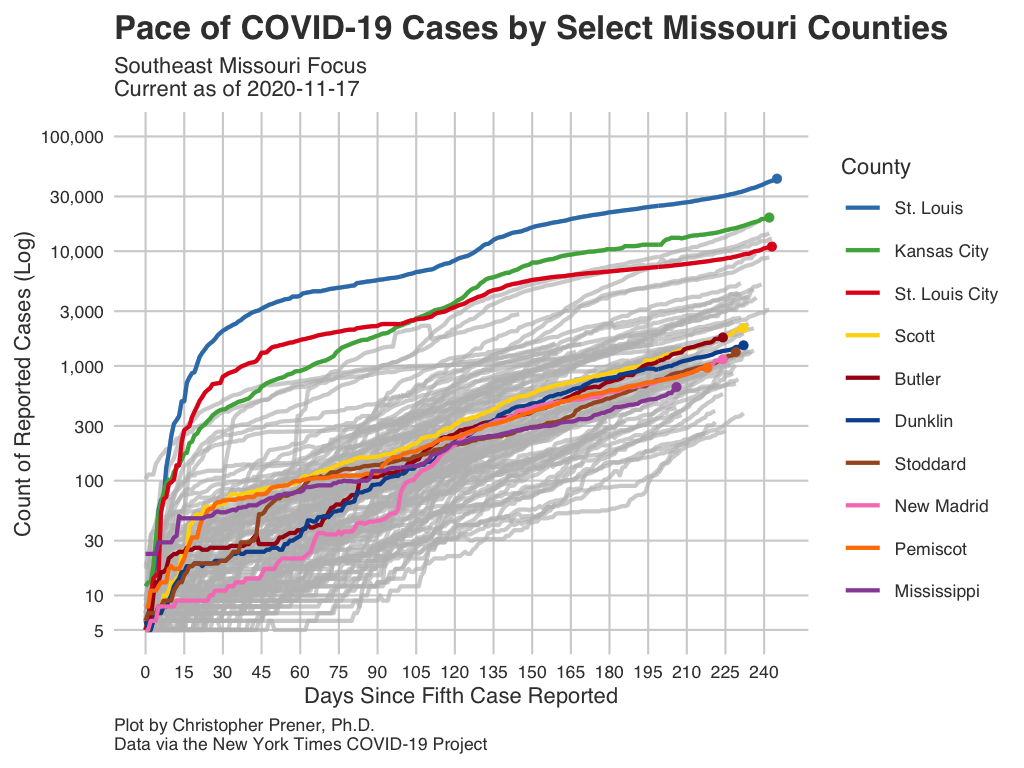 Pace of COVID-19 Cases by Select Missouri Counties
Southeast Missouri Focus
Current as of 2020-11-17
Count of Reported Cases (Log)
100,000
30,000
10,000
3,000
1,000
300
100
30
10
5
0 15 30 45 60 75 90 105 120 135 150 165 180 195 210 225 240
Days Since Fifth Case Reported
County
St. Louis
Kansas City
St. Louis City
Scott
Butler
Dunklin
Stoddard
New Madrid
Pemiscot
Mississippi
Plot by Christopher Prener, Ph.D.
Data via the New York Times COVID-19 Project